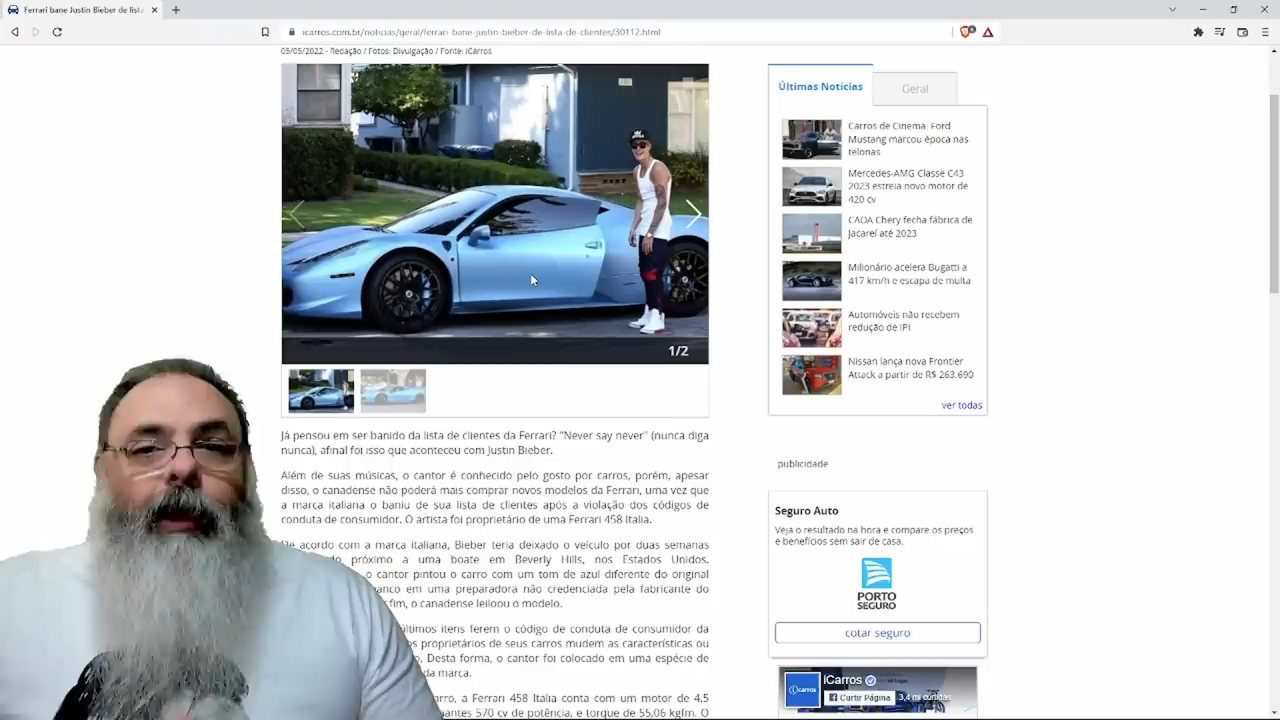 Ferrari bane Justin Bieber de list
icarros.com.br/noticias/geral/ferrari-bane-justin-bieber-de-lista-de-clientes/30112.html
05/05/2022 - Redação / Fotos: Divulgação / Fonte: iCarros
1/2
Já pensou em ser banido da lista de clientes da Ferrari? "Never say never" (nunca diga
nunca), afinal foi isso que aconteceu com Justin Bieber.
Além de suas músicas, o cantor é conhecido pelo gosto por carros, porém, apesar
disso, o canadense não poderá mais comprar novos modelos da Ferrari, uma vez que
a marca italiana o baniu de sua lista de clientes após a violação dos códigos de
conduta de consumidor. O artista foi proprietário de uma Ferrari 458 Italia.
De acordo com a marca italiana, Bieber teria deixado o veículo por duas semanas
próximo a uma boate em Beverly Hills, nos Estados Unidos.
o cantor pintou o carro com um tom de azul diferente do original
em uma preparadora não credenciada pela fabricante do
fim, o canadense leiloou o modelo.
últimos itens ferem o código de conduta de consumidor da
os proprietários de seus carros mudem as características ou
Desta forma, o cantor foi colocado em uma espécie de
da marca.
a Ferrari 458 Italia conta com um motor de 4.5
570 cv de potência, e torque de 55,06 kgfm. O
Últimas Notícias
Geral
Carros de Cinema: Ford
Mustang marcou época nas
telonas
Mercedes-AMG Classe C43
2023 estreia novo motor de
420 cv
CAOA Chery fecha fábrica de
Jacareí até 2023
Milionário acelera Bugatti a
417 km/h e escapa de multa
Automóveis não recebem
redução de IPI
Nissan lança nova Frontier
Attack a partir de R$ 263.690
ver todas
publicidade
Seguro Auto
Veja o resultado na hora e compare os preços
e benefícios sem sair de casa.
PORTO
SEGURO
cotar seguro
iCarros
iCarros
Curtir Página
3,4 mi curtidas